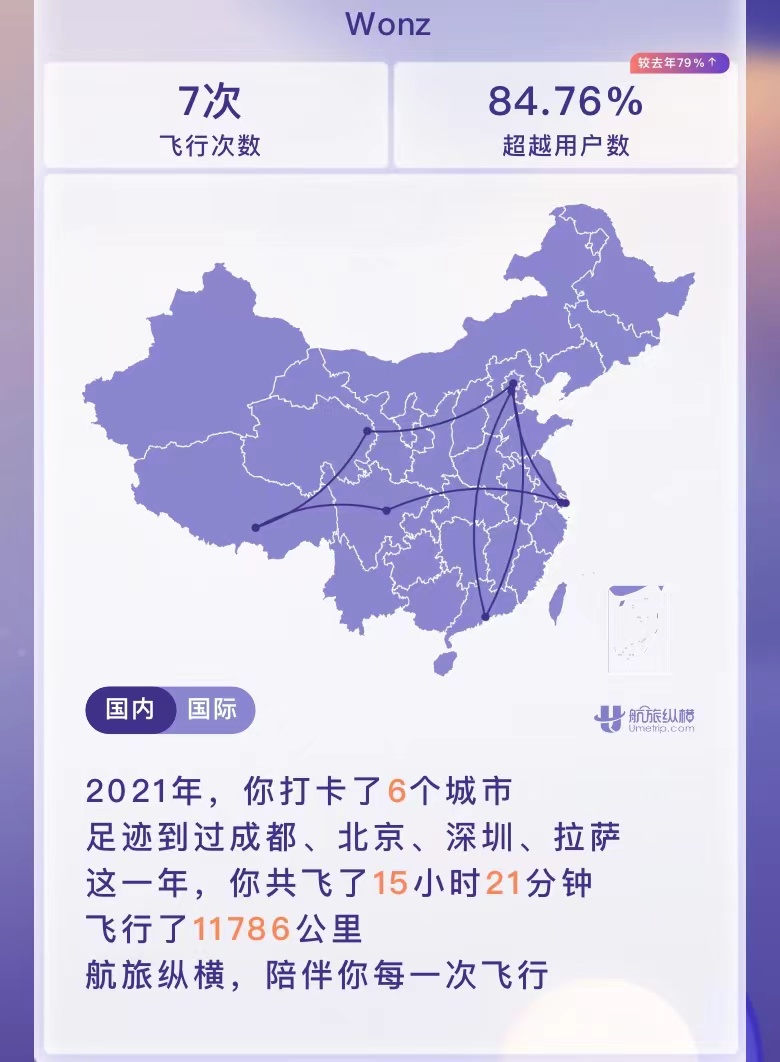 Wonz
较去年79%↑
7次
84.76%
飞行次数
超越用户数
国内 国际
航旅纵横
Umetrip.com
2021年，你打卡了6个城市
足迹到过成都、北京、深圳、拉萨
这一年，你共飞了15小时21分钟
飞行了11786公里
航旅纵横，陪伴你每一次飞行